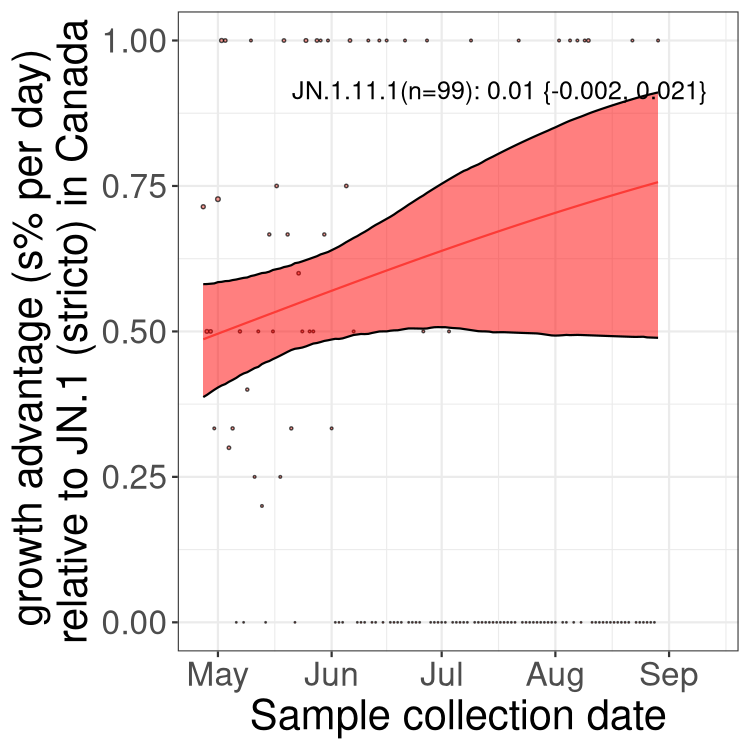 growth advantage (s% per day)
relative to JN.1 (stricto) in Canada
1.00
0.75
0.50
0.25
0.00
JN.1.11.1(n=99): 0.01 {-0.002, 0.021}
May Jun Jul Aug Sep
Sample collection date